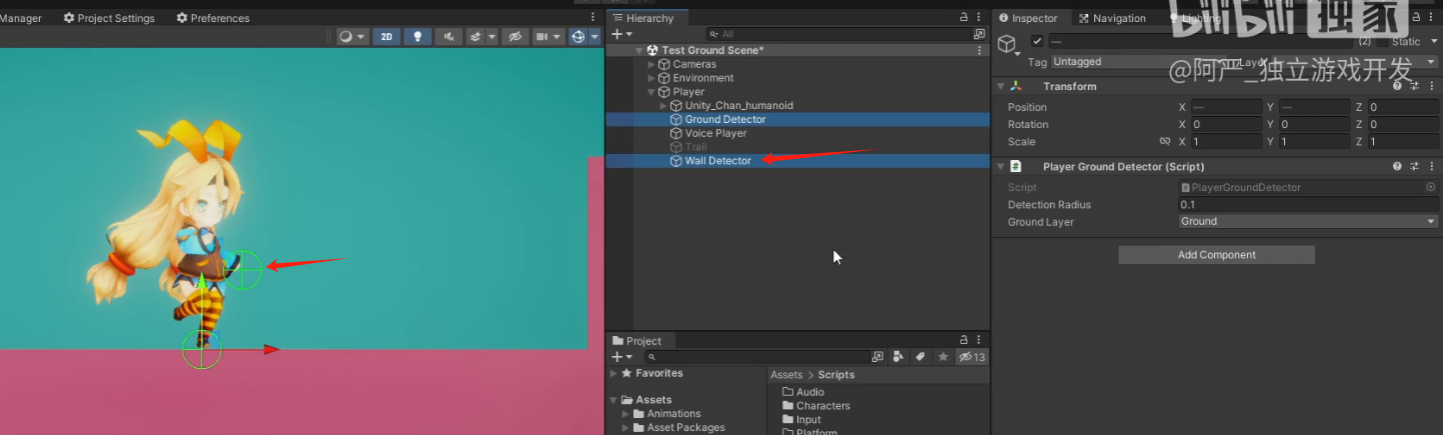 Manager
Project Settings
Preferences
2D
Hierarchy
All
Test Ground Scene*
Cameras
Environment
Player
Unity_Chan_humanoid
Ground Detector
Voice Player
Trail
Wall Detector
Project
13
Favorites
Assets
Animations
Asset Packages
Assets > Scripts
Audio
Characters
Input
Platform
Inspector
Navigation
Lighting
bilibili 独家
@阿严_独立游戏开发
— (2) Static
Tag Untagged Layer
Transform
Position X — Y — Z 0
Rotation X 0 Y 0 Z 0
Scale X 1 Y 1 Z 1
Player Ground Detector (Script)
Script PlayerGroundDetector
Detection Radius 0.1
Ground Layer Ground
Add Component